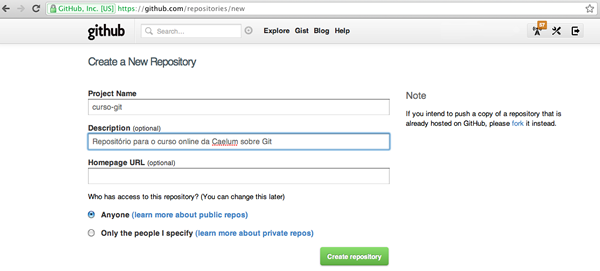 GitHub, Inc. [US] https://github.com/repositories/new
github Search... Explore Gist Blog Help
Create a New Repository
Project Name
curso-git
Note
If you intend to push a copy of a repository that is
already hosted on GitHub, please fork it instead.
Description (optional)
Repositório para o curso online da Caelum sobre Git
Homepage URL (optional)
Who has access to this repository? (You can change this later)
Anyone (learn more about public repos)
Only the people I specify (learn more about private repos)
Create repository